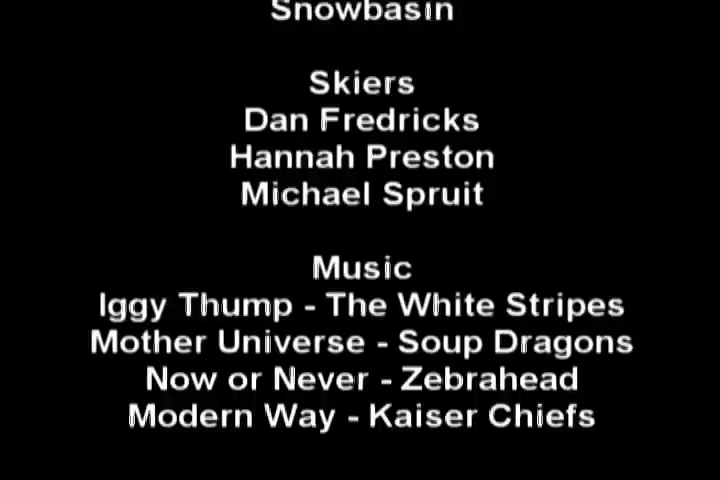 Snowbasin
Skiers
Dan Fredricks
Hannah Preston
Michael Spruit
Music
Iggy Thump - The White Stripes
Mother Universe - Soup Dragons
Now or Never - Zebrahead
Modern Way - Kaiser Chiefs